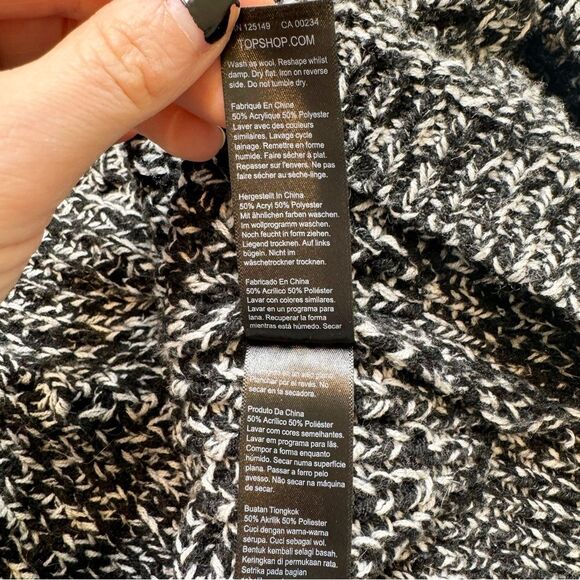 N 125149 CA 00234
TOPSHOP.COM
Wash as wool. Reshape whilst
damp. Dry flat. Iron on reverse
side. Do not tumble dry.
Fabriqué En China
50% Acrylique 50% Polyester
Laver avec des couleurs
similaires. Lavage cycle
lainage. Remettre en forme
humide. Faire sécher à plat.
Repasser sur l'envers. Ne pas
faire sécher au sèche-linge.
Hergestellt In China
50% Acryl 50% Polyester
Mit ähnlichen farben waschen.
Im wollprogramm waschen.
Noch feucht in form ziehen.
Liegend trocknen. Auf links
bügeln. Nicht im
wäschetrockner trocknen.
Fabricado En China
50% Acrílico 50% Poliéster
Lavar con colores similares.
Lavar en un programa para
lana. Recuperar la forma
mientras está húmedo. Secar
Planchar por el revés. No
secar en la secadora.
Produto Da China
50% Acrílico 50% Poliéster
Lavar com cores semelhantes.
Lavar em programa para lãs.
Compor a forma enquanto
húmido. Secar numa superfície
plana. Passar a ferro pelo
avesso. Não secar na máquina
de secar.
Buatan Tiongkok
50% Akrilik 50% Poliester
Cuci dengan warna-warna
serupa. Cuci sebagai wol.
Bentuk kembali selagi basah,
Keringkan di permukaan rata.
Setrika pada bagian